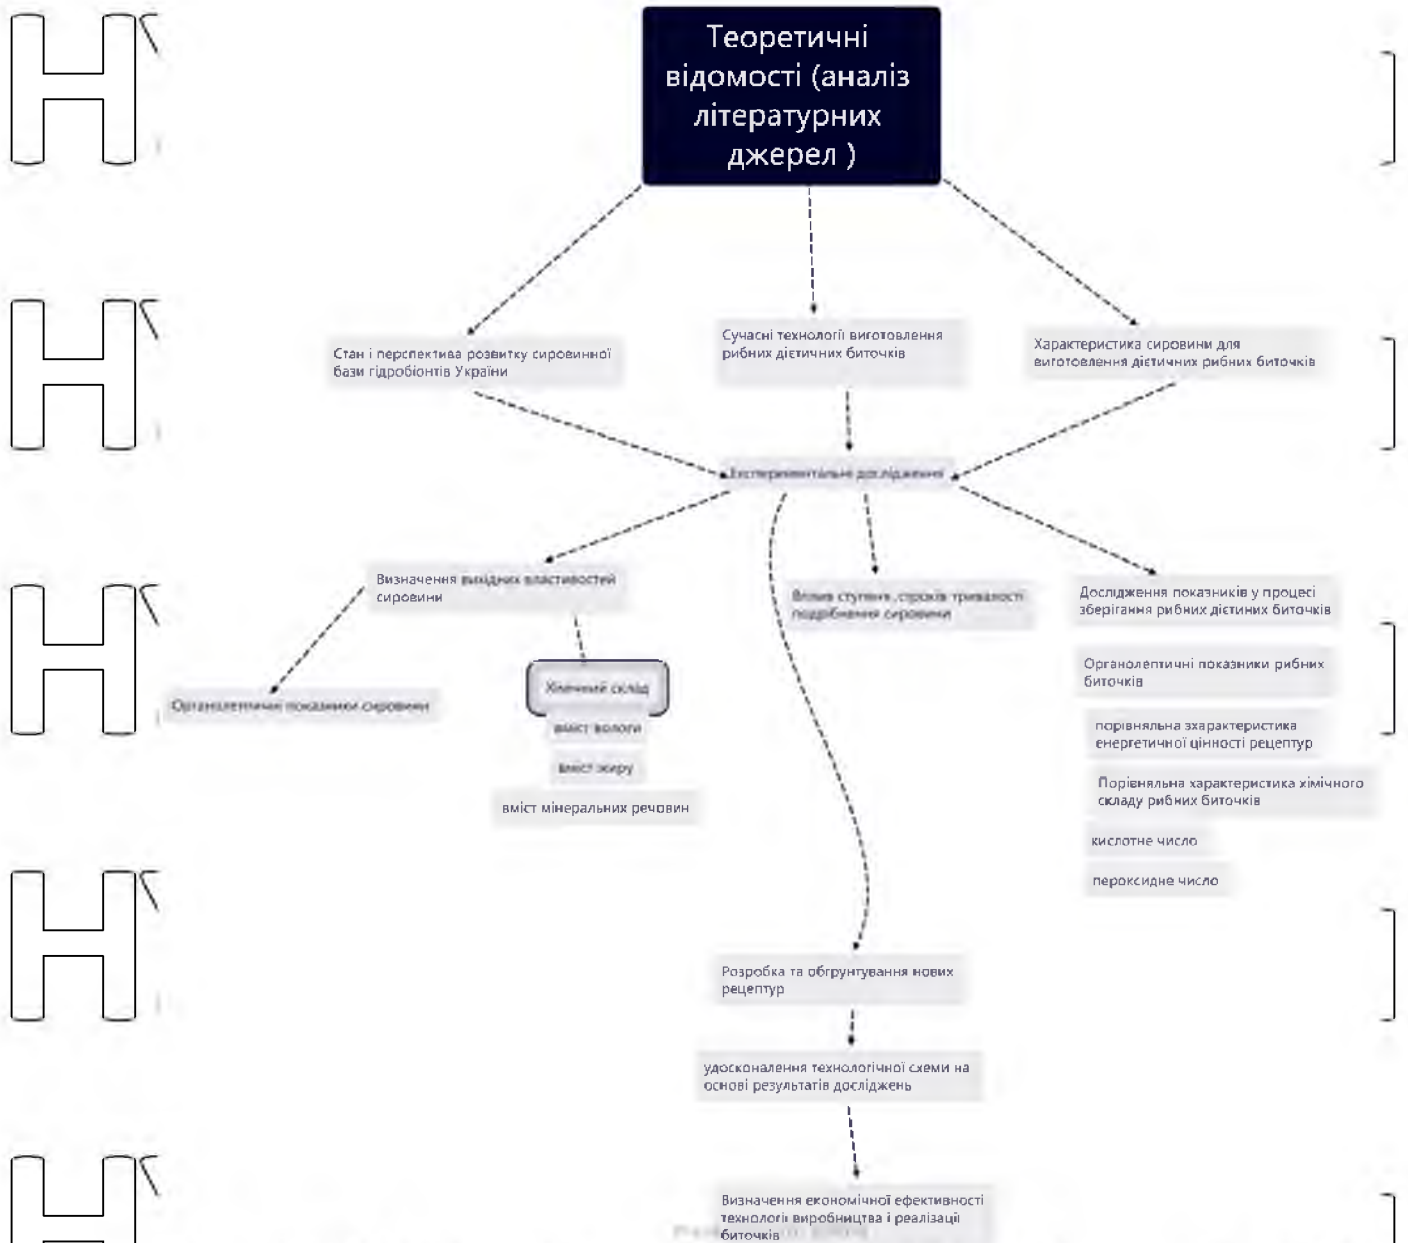 Теоретичні
відомості (аналіз
літературних
джерел )
Стан і перспектива розвитку сировинної
бази гідробіонтів України
Сучасні технології виготовлення
рибних дієтичних биточків
Характеристика сировини для
виготовлення дієтичних рибних биточків
Експериментальне дослідження
Визначення вихідних властивостей
сировини
Вплив ступеня, строків тривалості
подрібнення сировини
Дослідження показників у процесі
зберігання рибних дієтиних биточків
Органолептичні показники сировини
Хімічний склад
вміст вологи
вміст жиру
вміст мінеральних речовин
Органолептичні показники рибних
биточків
порівняльна зхарактеристика
енергетичної цінності рецептур
Порівняльна характеристика хімічного
складу рибних биточків
кислотне число
пероксидне число
Розробка та обгрунтування нових
рецептур
удосконалення технологічної схеми на
основі результатів досліджень
Визначення економічної ефективності
технології виробництва і реалізації
биточків